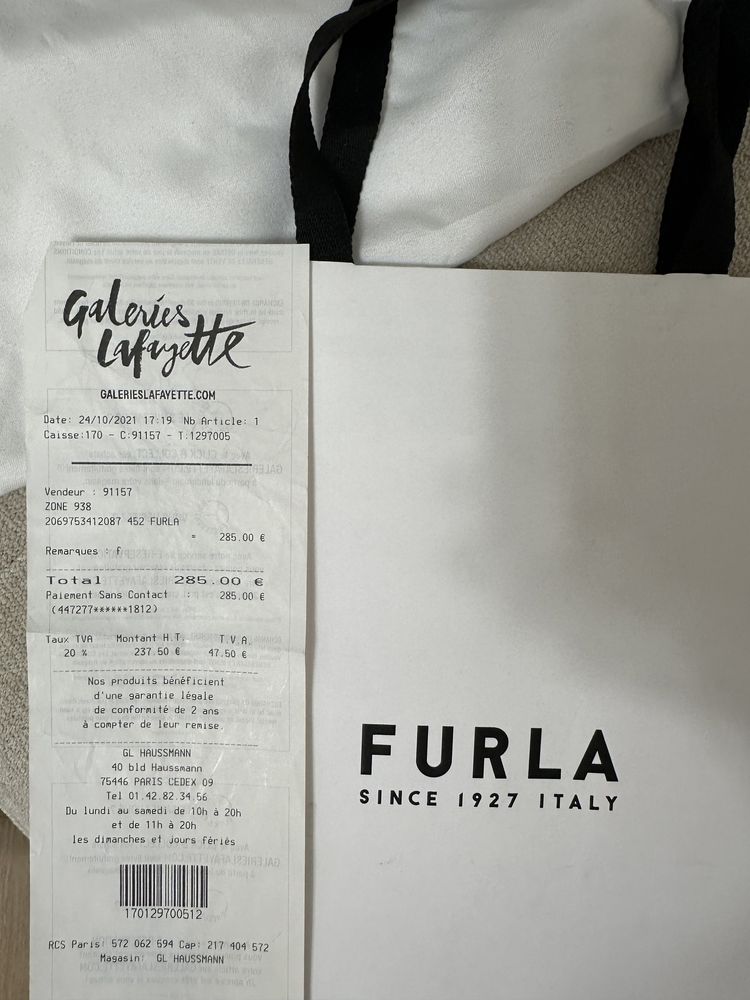 Galeries
Lafayette
GALERIESLAFAYETTE.COM
Date: 24/10/2021 17:19 Nb Article: 1
Caisse:170 - C:91157 - T:1297005
Vendeur : 91157
ZONE 938
2069753412087 452 FURLA
= 285.00 €
Remarques : f
Total 285.00 €
Paiement Sans Contact : 285.00 €
(447277******1812)
Taux TVA Montant H.T. T.V.A.
20 % 237.50 € 47.50 €
Nos produits bénéficient
d'une garantie légale
de conformité de 2 ans
à compter de leur remise.
GL HAUSSMANN
40 bld Haussmann
75446 PARIS CEDEX 09
Tel 01.42.82.34.56
Du lundi au samedi de 10h à 20h
et de 11h à 20h
les dimanches et jours fériés
170129700512
RCS Paris: 572 062 594 Cap: 217 404 572
Magasin: GL HAUSSMANN
FURLA
SINCE 1927 ITALY